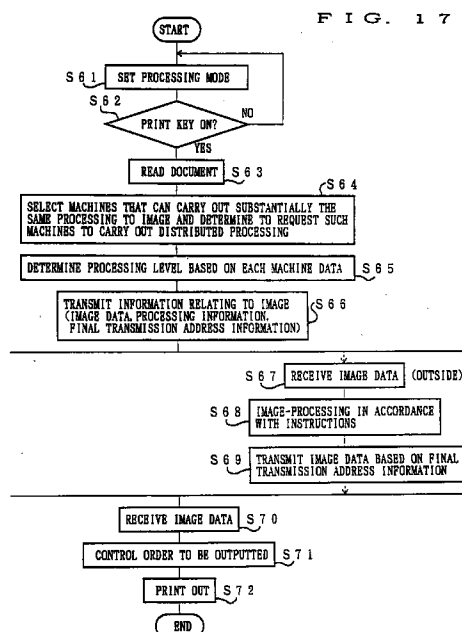 F I G. 1 7
START
S 6 1
SET PROCESSING MODE
S 6 2
PRINT KEY ON?
NO
YES
READ DOCUMENT
S 6 3
S 6 4
SELECT MACHINES THAT CAN CARRY OUT SUBSTANTIALLY THE
SAME PROCESSING TO IMAGE AND DETERMINE TO REQUEST SUCH
MACHINES TO CARRY OUT DISTRIBUTED PROCESSING
DETERMINE PROCESSING LEVEL BASED ON EACH MACHINE DATA
S 6 5
TRANSMIT INFORMATION RELATING TO IMAGE
(IMAGE DATA, PROCESSING INFORMATION,
FINAL TRANSMISSION ADDRESS INFORMATION)
S 6 6
S 6 7
RECEIVE IMAGE DATA
(OUTSIDE)
S 6 8
IMAGE-PROCESSING IN ACCORDANCE
WITH INSTRUCTIONS
S 6 9
TRANSMIT IMAGE DATA BASED ON FINAL
TRANSMISSION ADDRESS INFORMATION
RECEIVE IMAGE DATA
S 7 0
CONTROL ORDER TO BE OUTPUTTED
S 7 1
PRINT OUT
S 7 2
END